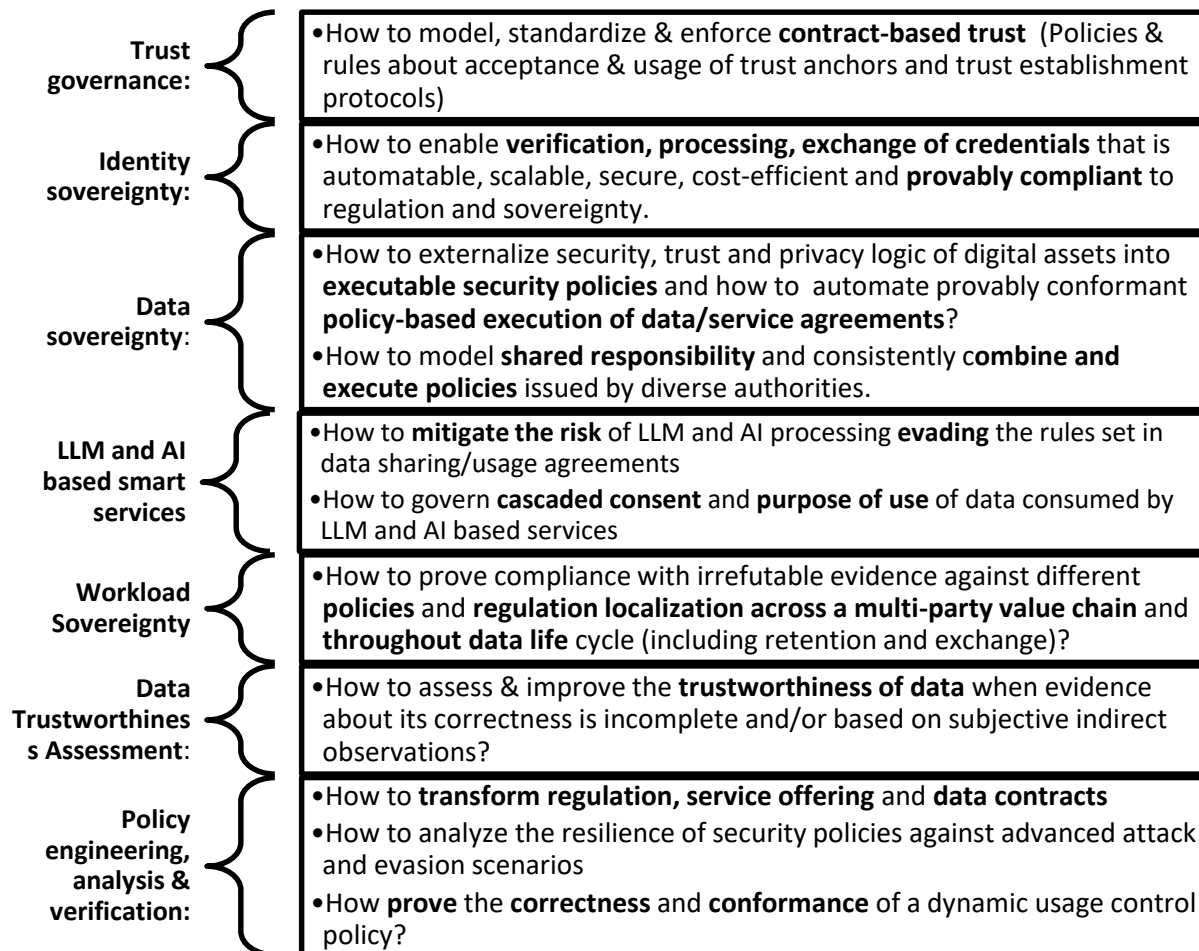 Trust
governance:
•How to model, standardize & enforce contract-based trust (Policies &
rules about acceptance & usage of trust anchors and trust establishment
protocols)
Identity
sovereignty:
•How to enable verification, processing, exchange of credentials that is
automatable, scalable, secure, cost-efficient and provably compliant to
regulation and sovereignty.
Data
sovereignty:
•How to externalize security, trust and privacy logic of digital assets into
executable security policies and how to automate provably conformant
policy-based execution of data/service agreements?
•How to model shared responsibility and consistently combine and
execute policies issued by diverse authorities.
LLM and AI
based smart
services
•How to mitigate the risk of LLM and AI processing evading the rules set in
data sharing/usage agreements
•How to govern cascaded consent and purpose of use of data consumed by
LLM and AI based services
Workload
Sovereignty
•How to prove compliance with irrefutable evidence against different
policies and regulation localization across a multi-party value chain and
throughout data life cycle (including retention and exchange)?
Data
Trustworthines
s Assessment:
•How to assess & improve the trustworthiness of data when evidence
about its correctness is incomplete and/or based on subjective indirect
observations?
Policy
engineering,
analysis &
verification:
•How to transform regulation, service offering and data contracts
•How to analyze the resilience of security policies against advanced attack
and evasion scenarios
•How prove the correctness and conformance of a dynamic usage control
policy?